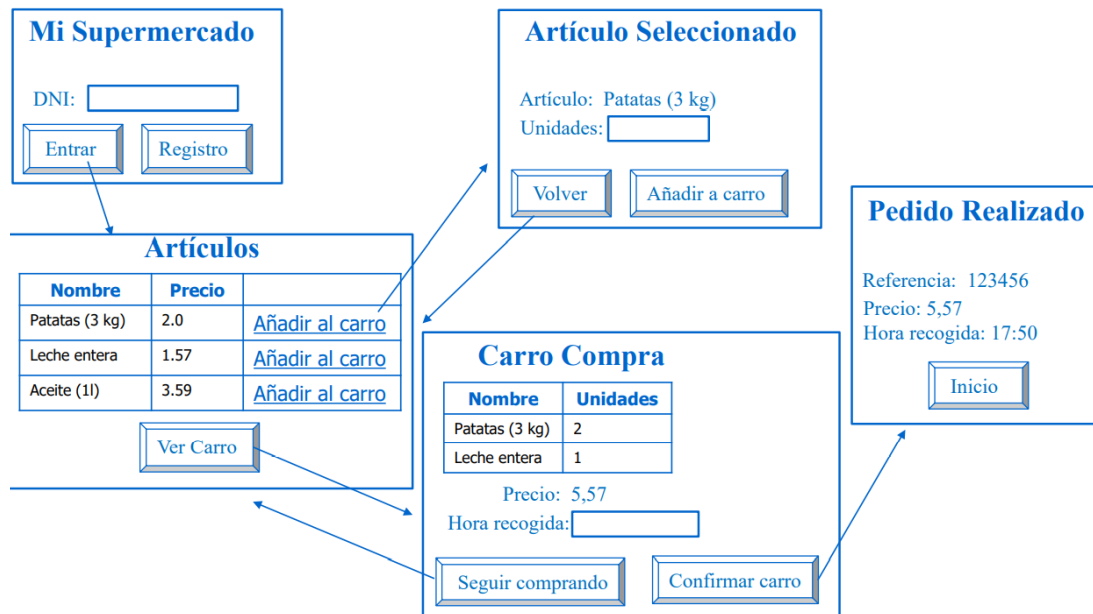 Mi Supermercado
DNI:
Entrar Registro
Artículo Seleccionado
Artículo: Patatas (3 kg)
Unidades:
Volver Añadir a carro
Artículos
Nombre Precio
Patatas (3 kg) 2.0 Añadir al carro
Leche entera 1.57 Añadir al carro
Aceite (1l) 3.59 Añadir al carro
Ver Carro
Carro Compra
Nombre Unidades
Patatas (3 kg) 2
Leche entera 1
Precio: 5,57
Hora recogida:
Seguir comprando Confirmar carro
Pedido Realizado
Referencia: 123456
Precio: 5,57
Hora recogida: 17:50
Inicio